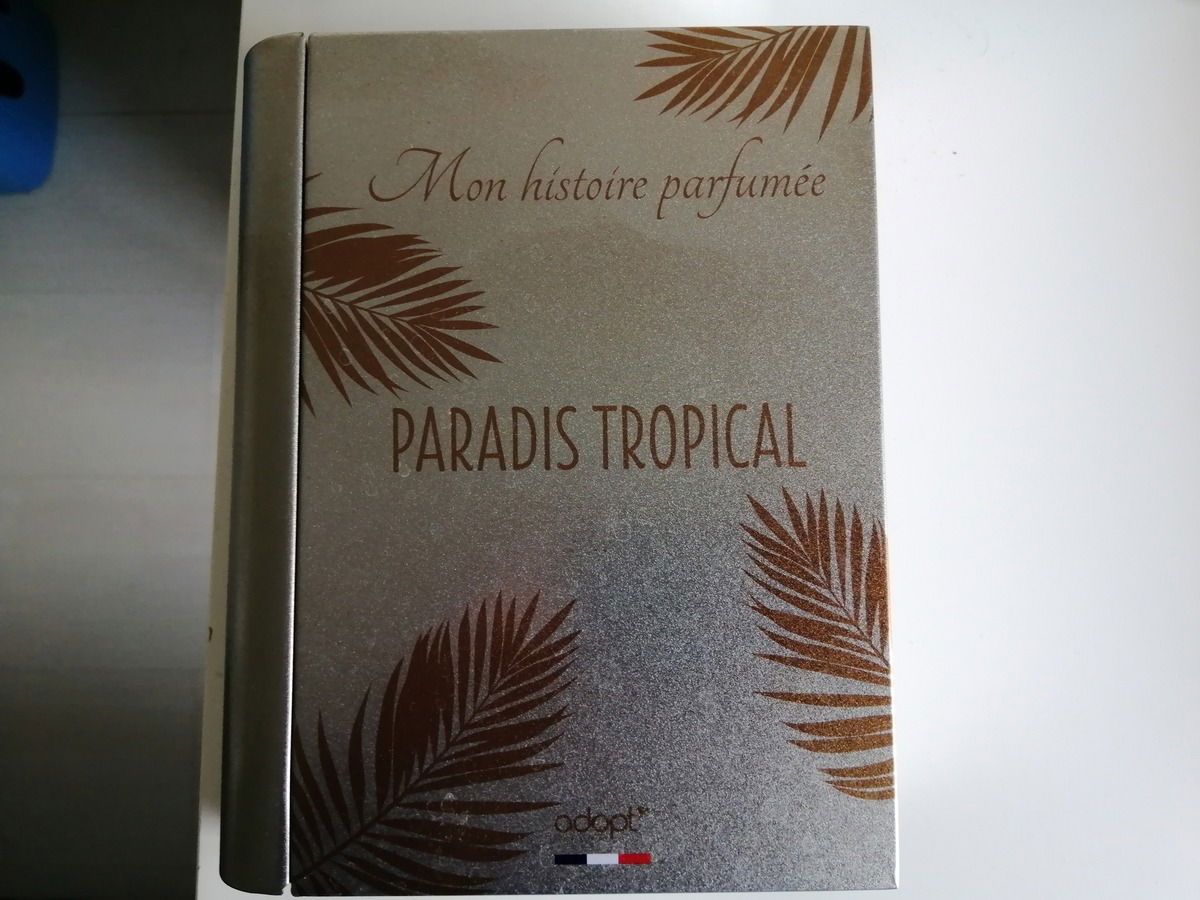 Mon histoire parfumée
PARADIS TROPICAL
adopt'